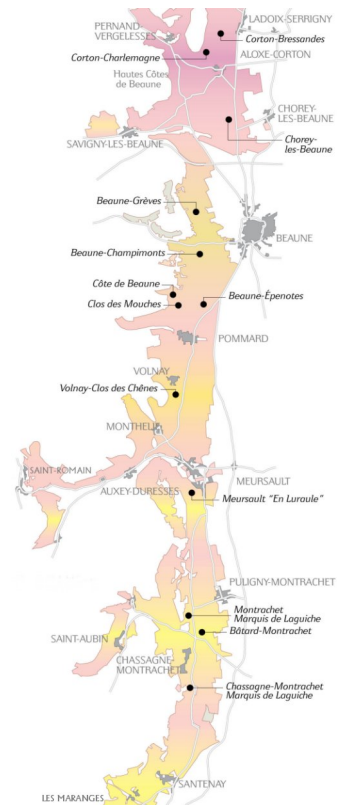 PERNAND-
VERGELESSES
LADOIX-SERRIGNY
Corton-Bressandes
Corton-Charlemagne
ALOXE-CORTON
Hautes Côtes
de Beaune
CHOREY-
LES-BEAUNE
SAVIGNY-LES-BEAUNE
Chorey-
les-Beaune
Beaune-Grèves
BEAUNE
Beaune-Champimonts
Côte de Beaune
Clos des Mouches
Beaune-Épenotes
POMMARD
VOLNAY
Volnay-Clos des Chênes
MONTHELIE
SAINT-ROMAIN
MEURSAULT
AUXEY-DURESSES
Meursault "En Luraule"
PULIGNY-MONTRACHET
Montrachet
Marquis de Laguiche
Bâtard-Montrachet
SAINT-AUBIN
CHASSAGNE-
MONTRACHET
Chassagne-Montrachet
Marquis de Laguiche
SANTENAY
LES MARANGES